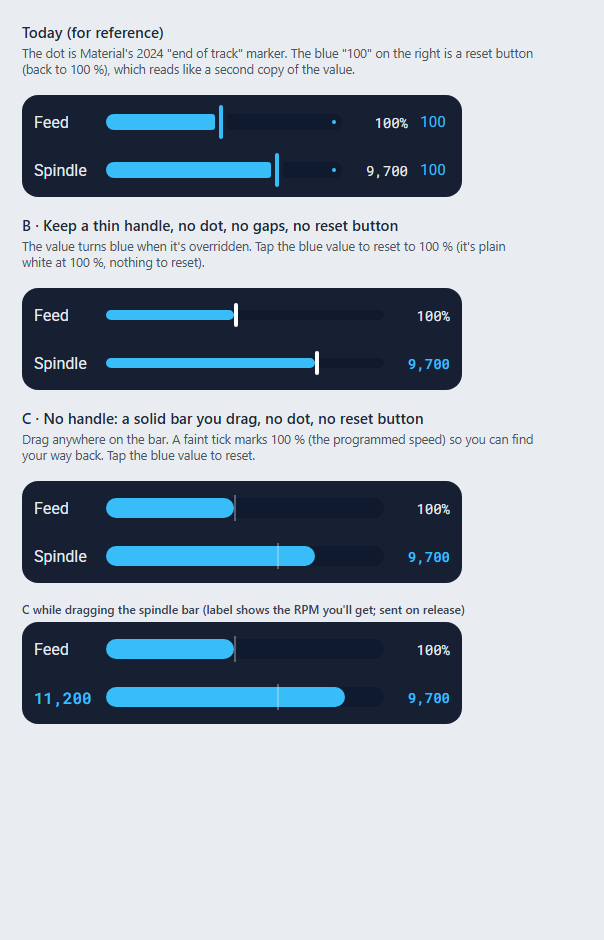 Today (for reference)
The dot is Material's 2024 "end of track" marker. The blue "100" on the right is a reset button
(back to 100 %), which reads like a second copy of the value.
Feed 100% 100
Spindle 9,700 100
B · Keep a thin handle, no dot, no gaps, no reset button
The value turns blue when it's overridden. Tap the blue value to reset to 100 % (it's plain
white at 100 %, nothing to reset).
Feed 100%
Spindle 9,700
C · No handle: a solid bar you drag, no dot, no reset button
Drag anywhere on the bar. A faint tick marks 100 % (the programmed speed) so you can find
your way back. Tap the blue value to reset.
Feed 100%
Spindle 9,700
C while dragging the spindle bar (label shows the RPM you'll get; sent on release)
Feed 100%
11,200 9,700